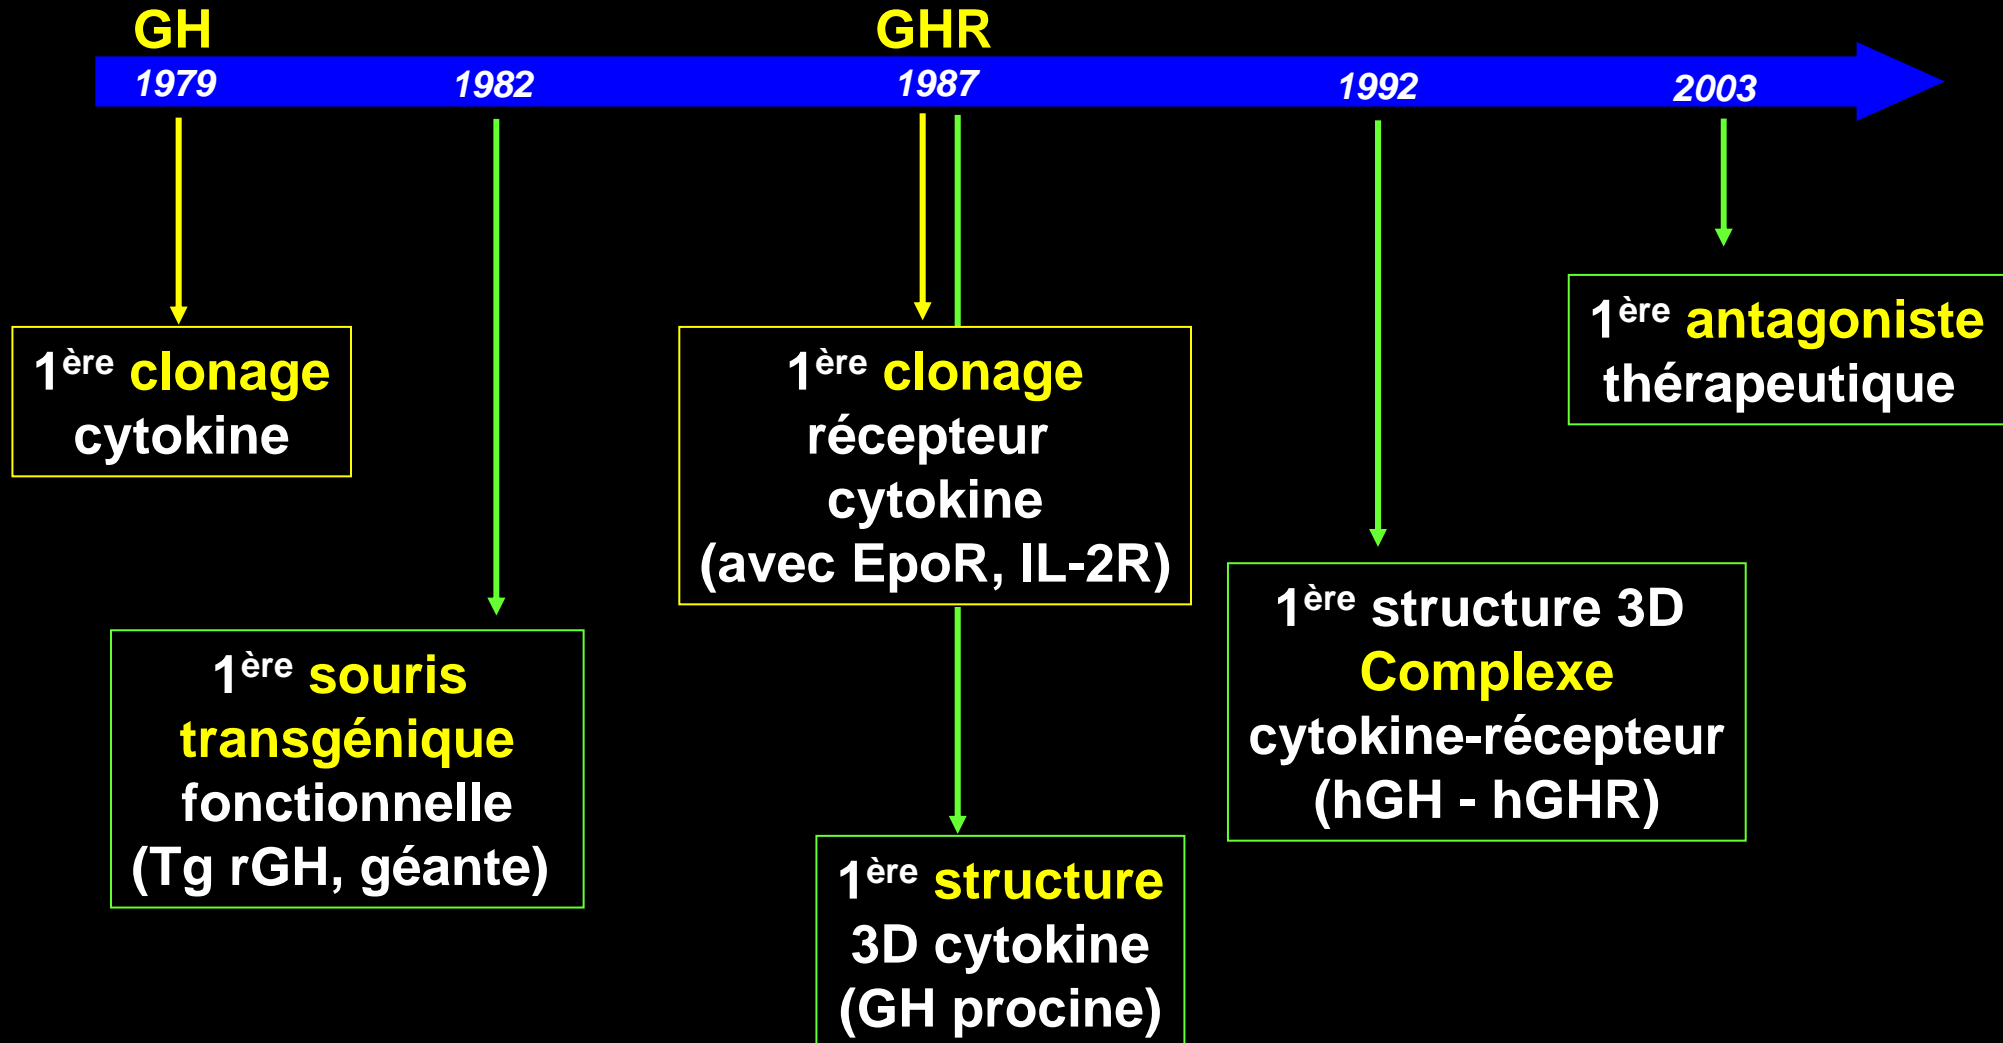 GH
GHR
1979
1982
1987
1992
2003
1ère clonage
cytokine
1ère souris
transgénique
fonctionnelle
(Tg rGH, géante)
1ère clonage
récepteur
cytokine
(avec EpoR, IL-2R)
1ère structure
3D cytokine
(GH procine)
1ère structure 3D
Complexe
cytokine-récepteur
(hGH - hGHR)
1ère antagoniste
thérapeutique